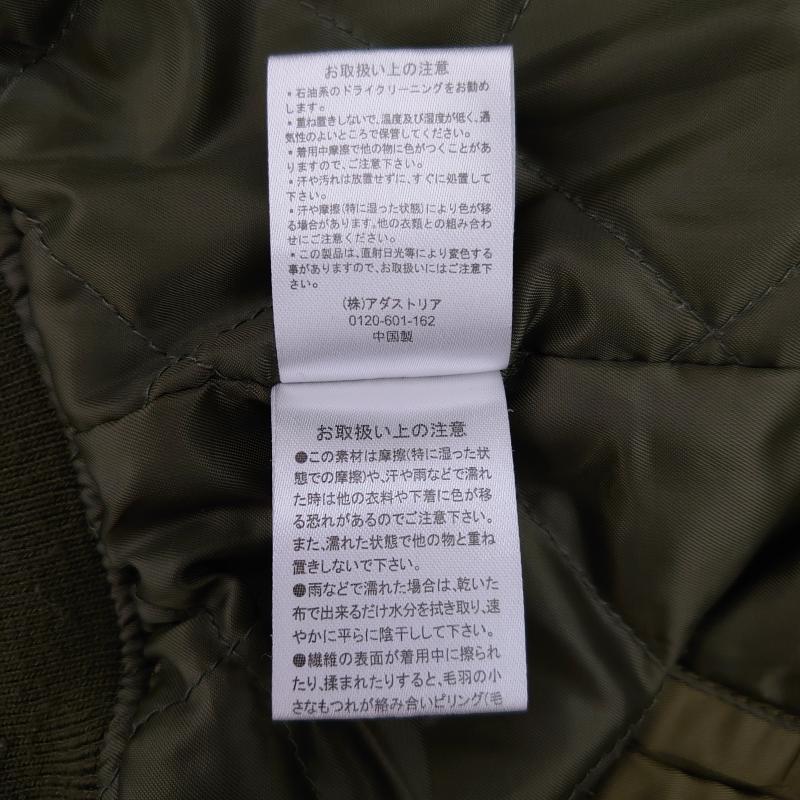 お取扱い上の注意
・石油系のドライクリーニングをお勧め
します。
・重ね置きしないで、温度及び湿度が低く、通
気性のよいところで保管してください。
・着用中摩擦で他の物に色がつくことがあ
りますので、ご注意下さい。
・汗や汚れは放置せずに、すぐに処置して
下さい。
・汗や摩擦(特に湿った状態)により色が移
る場合があります。他の衣類との組み合わ
せにご注意ください。
・この製品は、直射日光等により変色する
事がありますので、お取扱いにはご注意下
さい。
(株)アダストリア
0120-601-162
中国製
お取扱い上の注意
●この素材は摩擦(特に湿った状
態での摩擦)や、汗や雨などで濡れ
た時は他の衣料や下着に色が移
る恐れがあるのでご注意下さい。
また、濡れた状態で他の物と重ね
置きしないで下さい。
●雨などで濡れた場合は、乾いた
布で出来るだけ水分を拭き取り、速
やかに平らに陰干しして下さい。
●繊維の表面が着用中に擦られ
たり、揉まれたりすると、毛羽の小
さなもつれが絡み合いピリング(毛